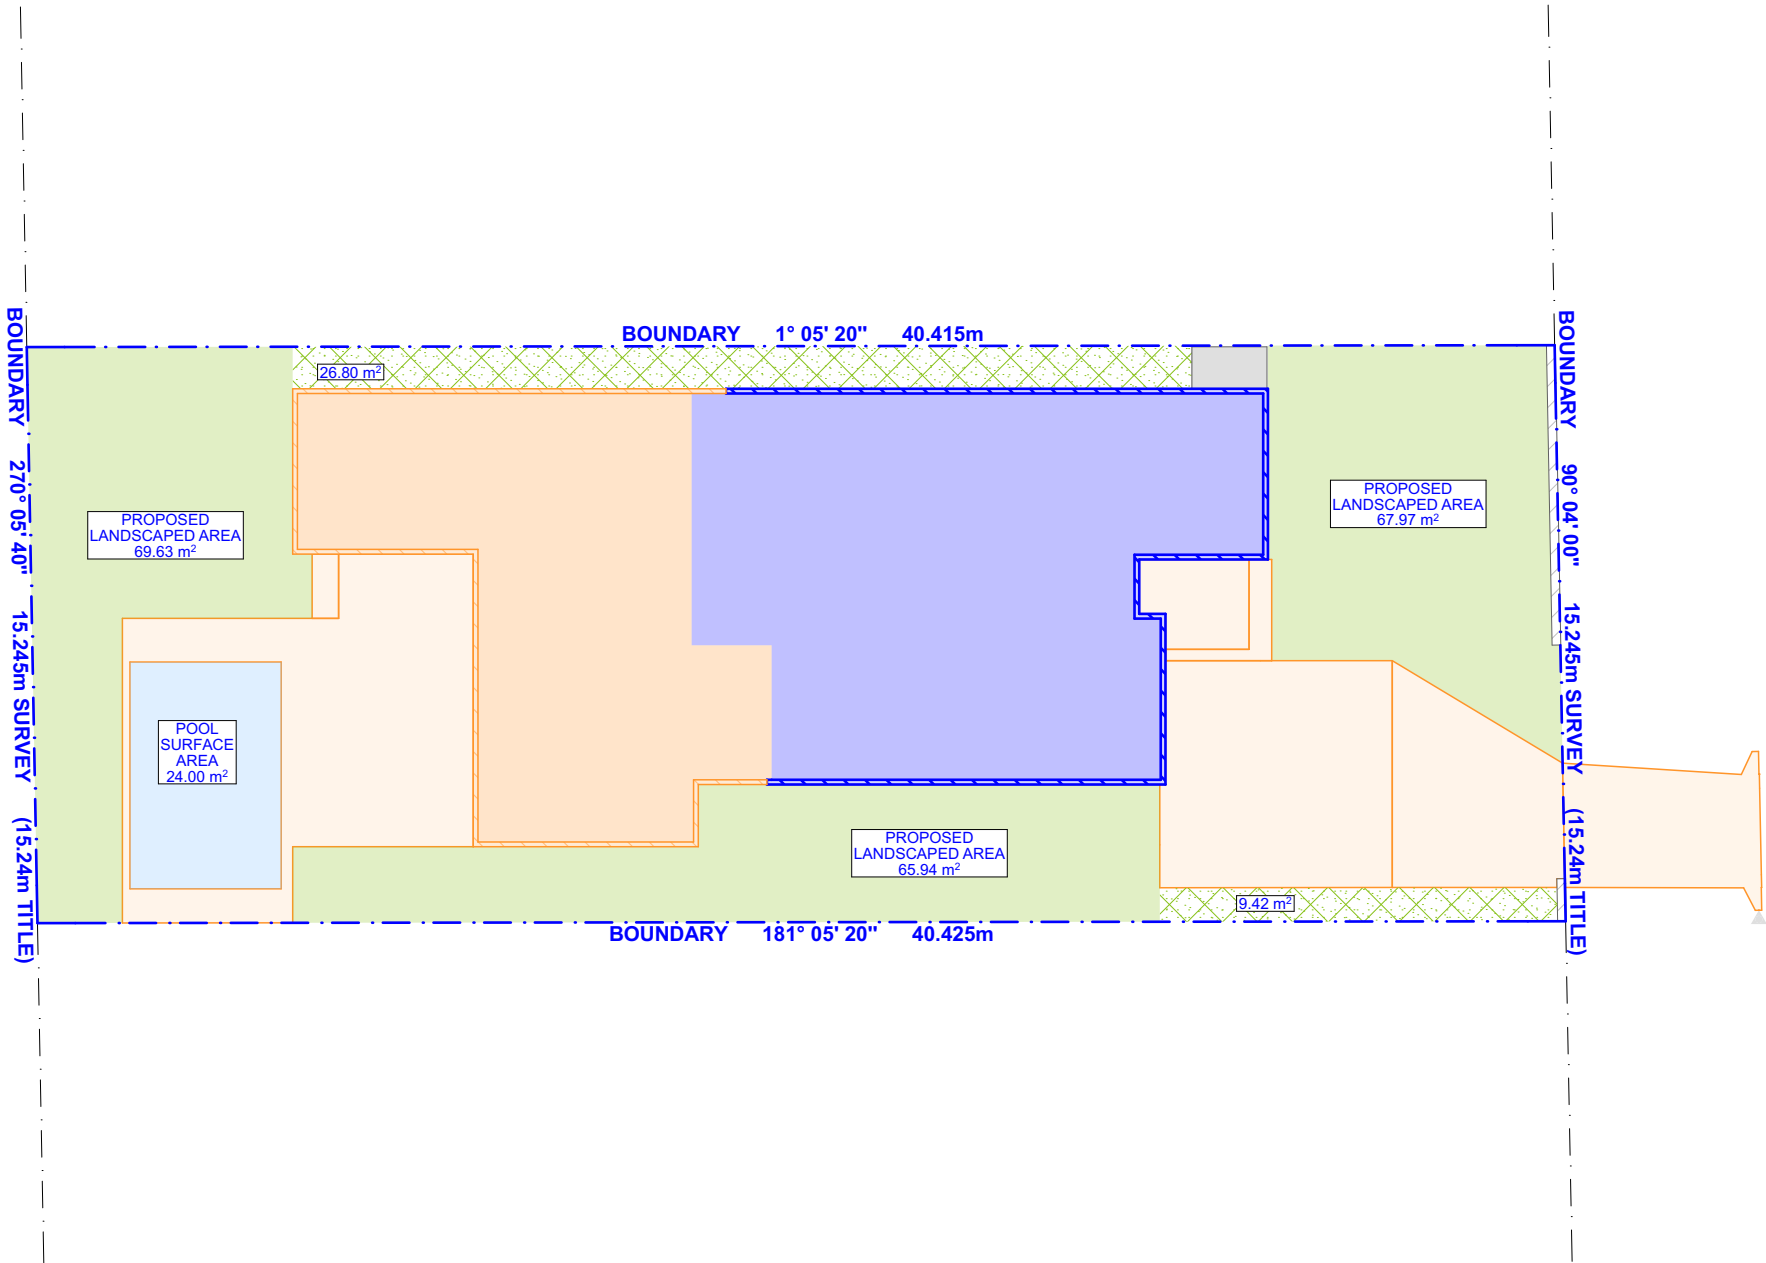 BOUNDARY 1° 05' 20" 40.415m
26.80 m²
BOUNDARY 270° 05' 40" 15.245m SURVEY (15.24m TITLE)
BOUNDARY 90° 04' 00" 15.245m SURVEY (15.24m TITLE)
PROPOSED
LANDSCAPED AREA
69.63 m²
PROPOSED
LANDSCAPED AREA
67.97 m²
POOL
SURFACE
AREA
24.00 m²
PROPOSED
LANDSCAPED AREA
65.94 m²
9.42 m²
BOUNDARY 181° 05' 20" 40.425m